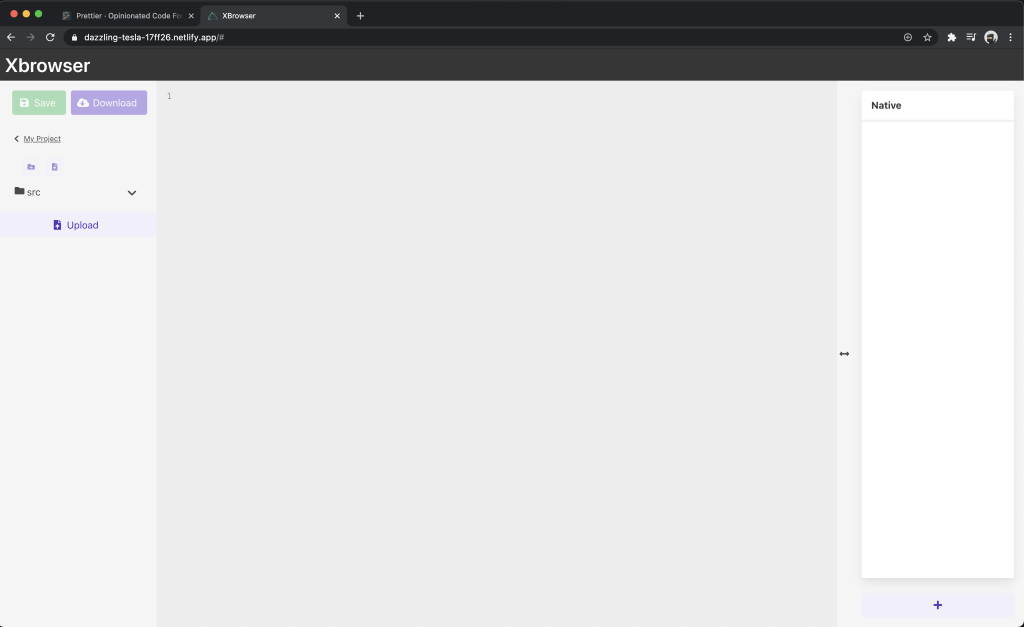 Prettier · Opinionated Code Fo
XBrowser
dazzling-tesla-17ff26.netlify.app/#
Xbrowser
Save
Download
My Project
src
Upload
1
Native